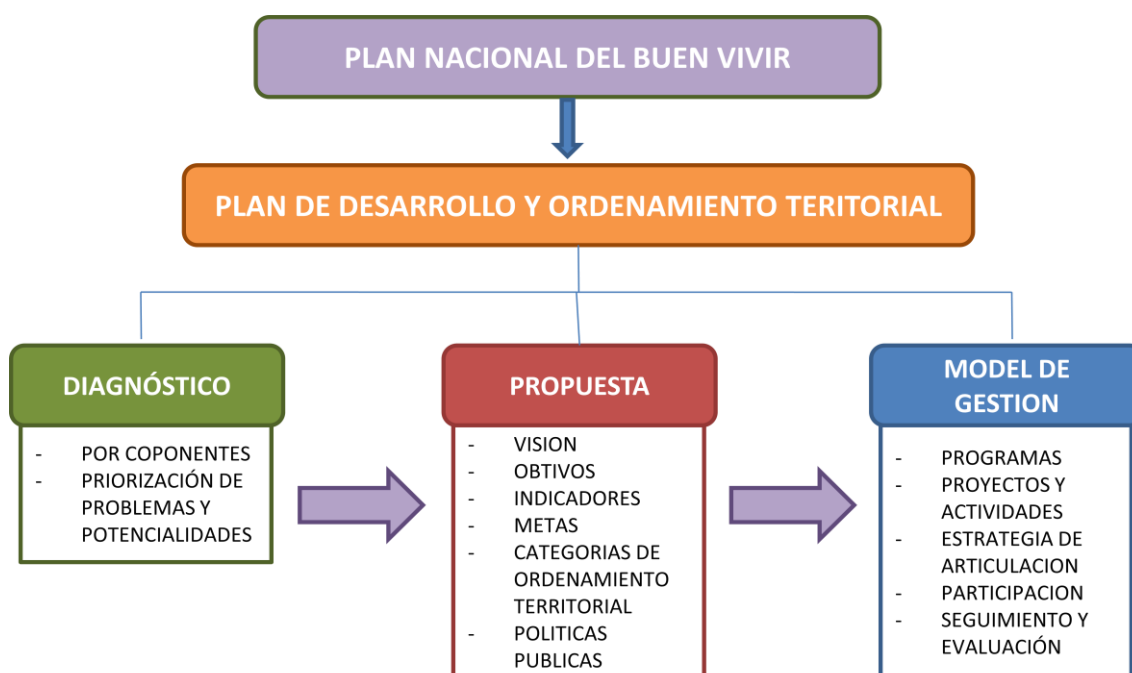 PLAN NACIONAL DEL BUEN VIVIR
PLAN DE DESARROLLO Y ORDENAMIENTO TERITORIAL
DIAGNÓSTICO
- POR COPONENTES
- PRIORIZACIÓN DE
PROBLEMAS Y
POTENCIALIDADES
PROPUESTA
- VISION
- OBTIVOS
- INDICADORES
- METAS
- CATEGORIAS DE
ORDENAMIENTO
TERRITORIAL
- POLITICAS
PUBLICAS
MODEL DE
GESTION
- PROGRAMAS
- PROYECTOS Y
ACTIVIDADES
- ESTRATEGIA DE
ARTICULACION
- PARTICIPACION
- SEGUIMIENTO Y
EVALUACIÓN